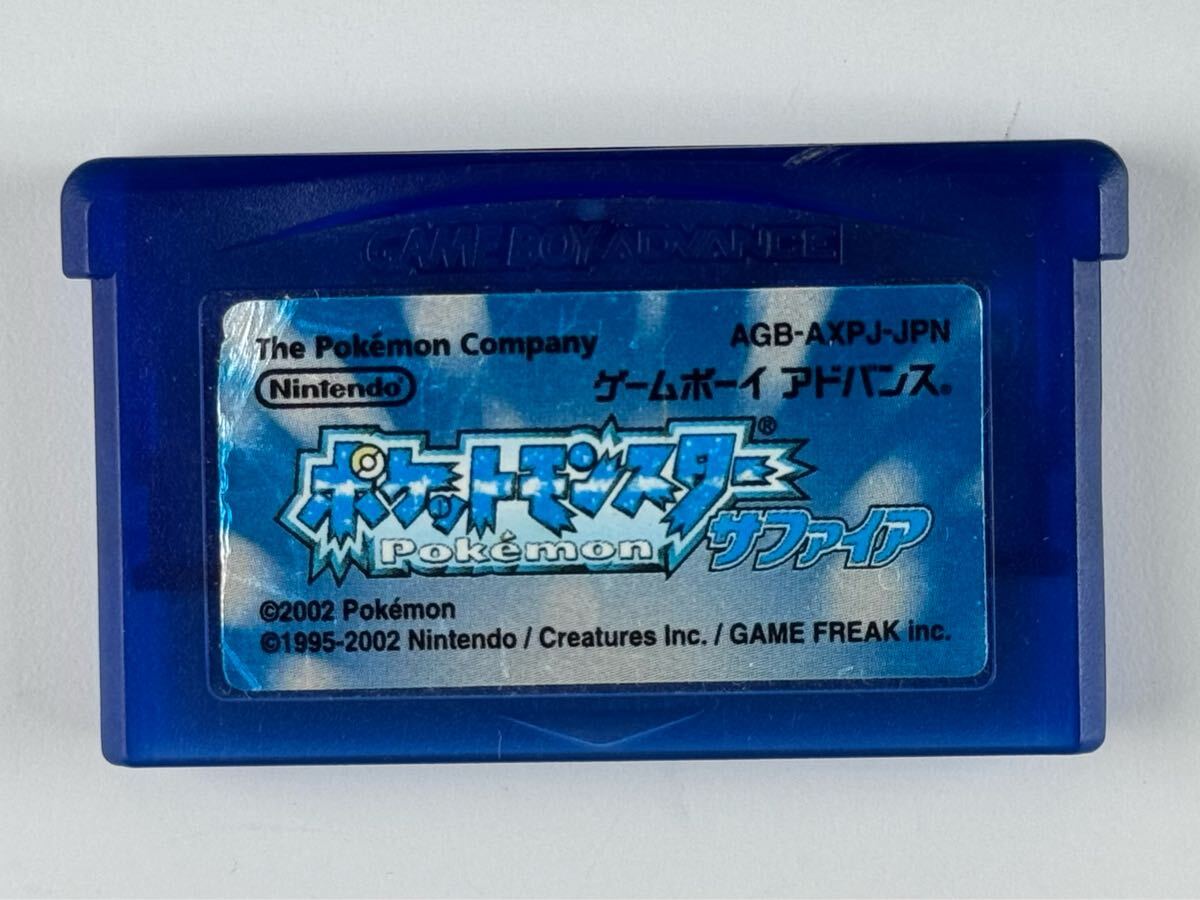 GAME BOY ADVANCE
The Pokémon Company
AGB-AXPJ-JPN
Nintendo
ゲームボーイ アドバンス®
ポケットモンスター®
Pokémon
サファイア
©2002 Pokémon
©1995-2002 Nintendo / Creatures Inc. / GAME FREAK inc.